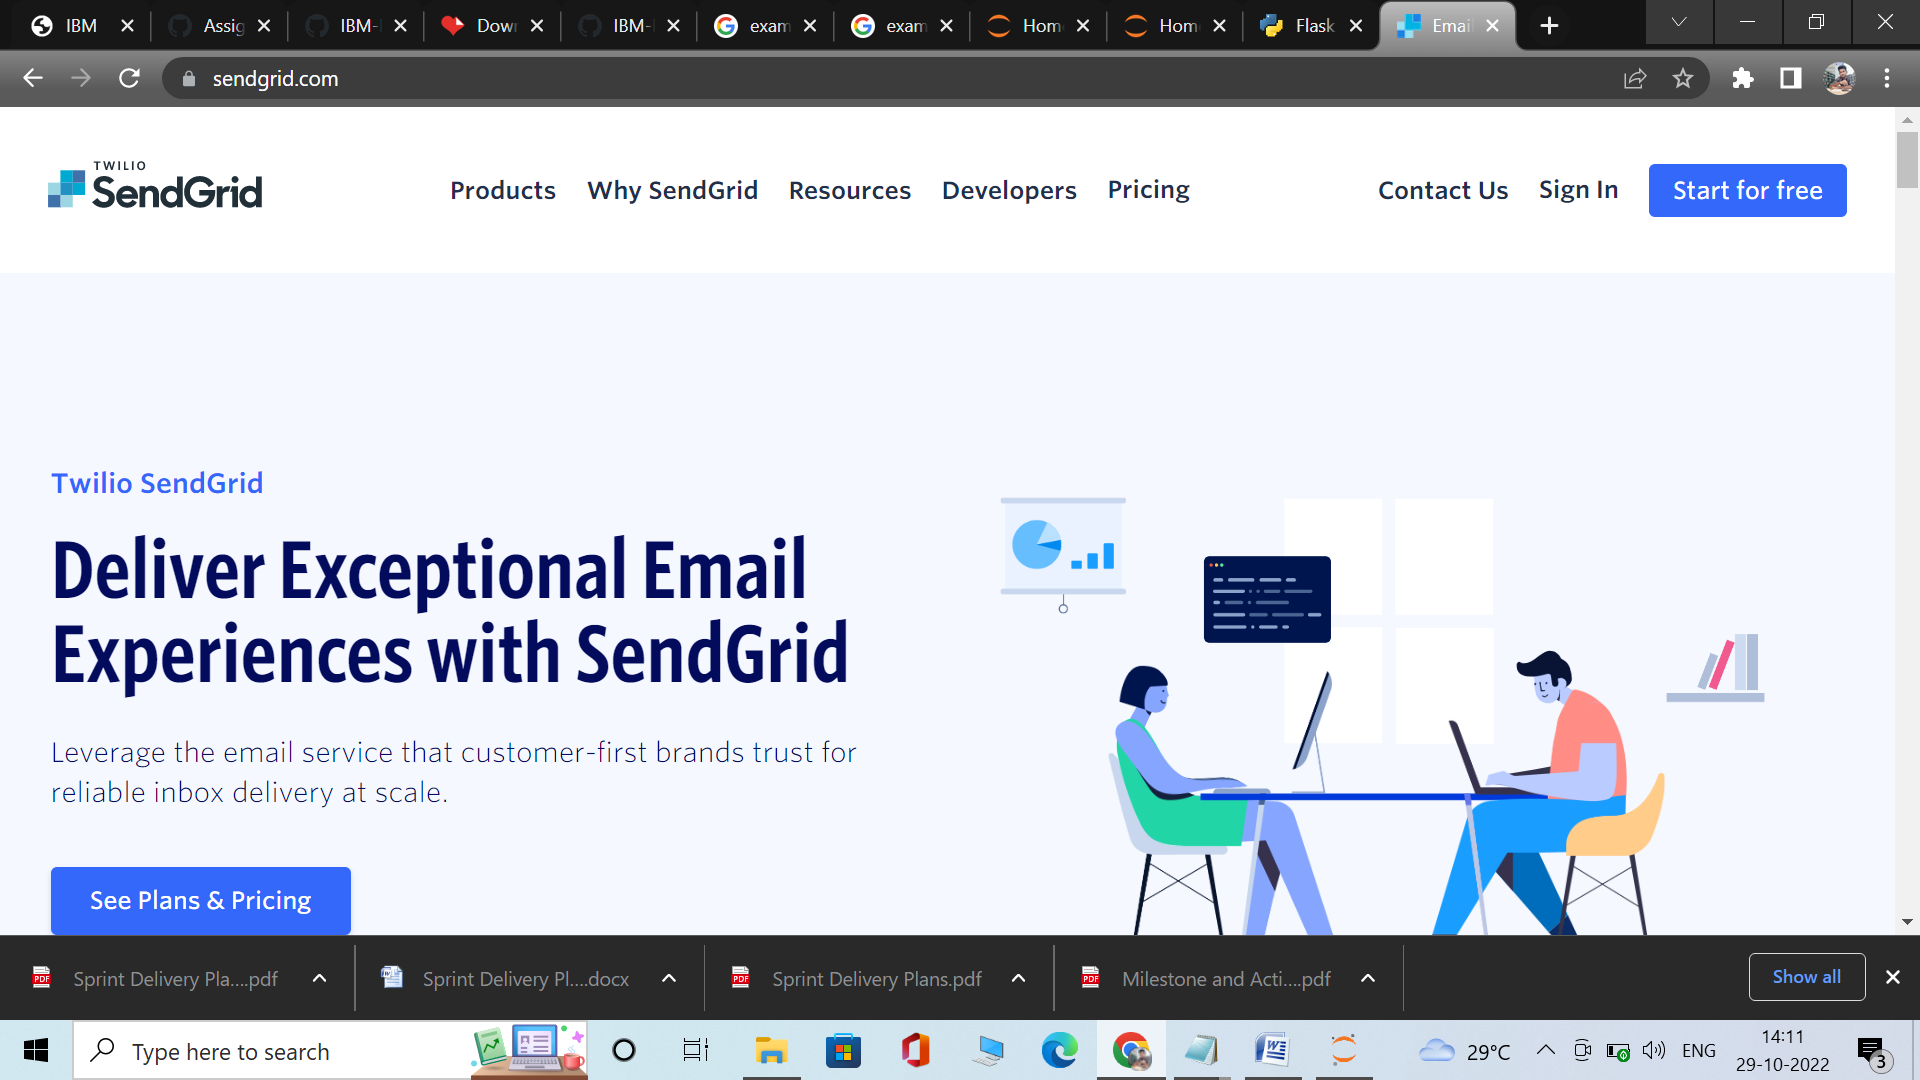 IBM
Assig
IBM-
Dow
IBM-
exam
exam
Hom
Hom
Flask
Email
sendgrid.com
TWILIO
SendGrid
Products
Why SendGrid
Resources
Developers
Pricing
Contact Us
Sign In
Start for free
Twilio SendGrid
Deliver Exceptional Email
Experiences with SendGrid
Leverage the email service that customer-first brands trust for
reliable inbox delivery at scale.
See Plans & Pricing
Sprint Delivery Pla....pdf
Sprint Delivery Pl....docx
Sprint Delivery Plans.pdf
Milestone and Acti....pdf
Show all
Type here to search
29°C
ENG
14:11
29-10-2022
3